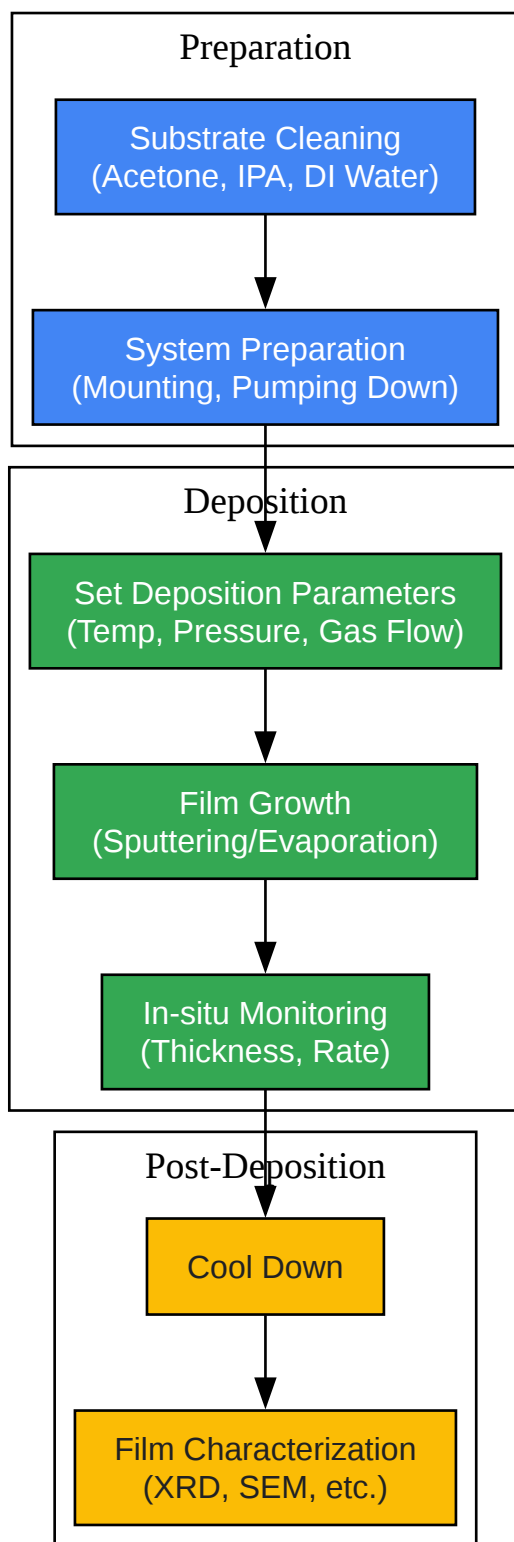 Preparation
Substrate Cleaning
(Acetone, IPA, DI Water)
System Preparation
(Mounting, Pumping Down)
Deposition
Set Deposition Parameters
(Temp, Pressure, Gas Flow)
Film Growth
(Sputtering/Evaporation)
In-situ Monitoring
(Thickness, Rate)
Post-Deposition
Cool Down
Film Characterization
(XRD, SEM, etc.)